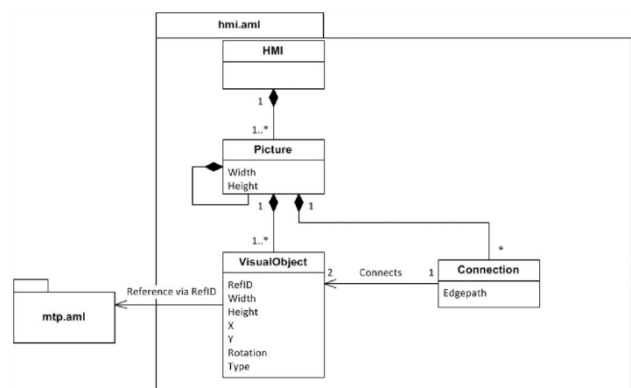 hmi.aml
HMI
1
1..*
Picture
Width
Height
1
1
1..*
*
VisualObject
RefID
Width
Height
X
Y
Rotation
Type
2
Connects
1
Connection
Edgepath
Reference via RefID
mtp.aml